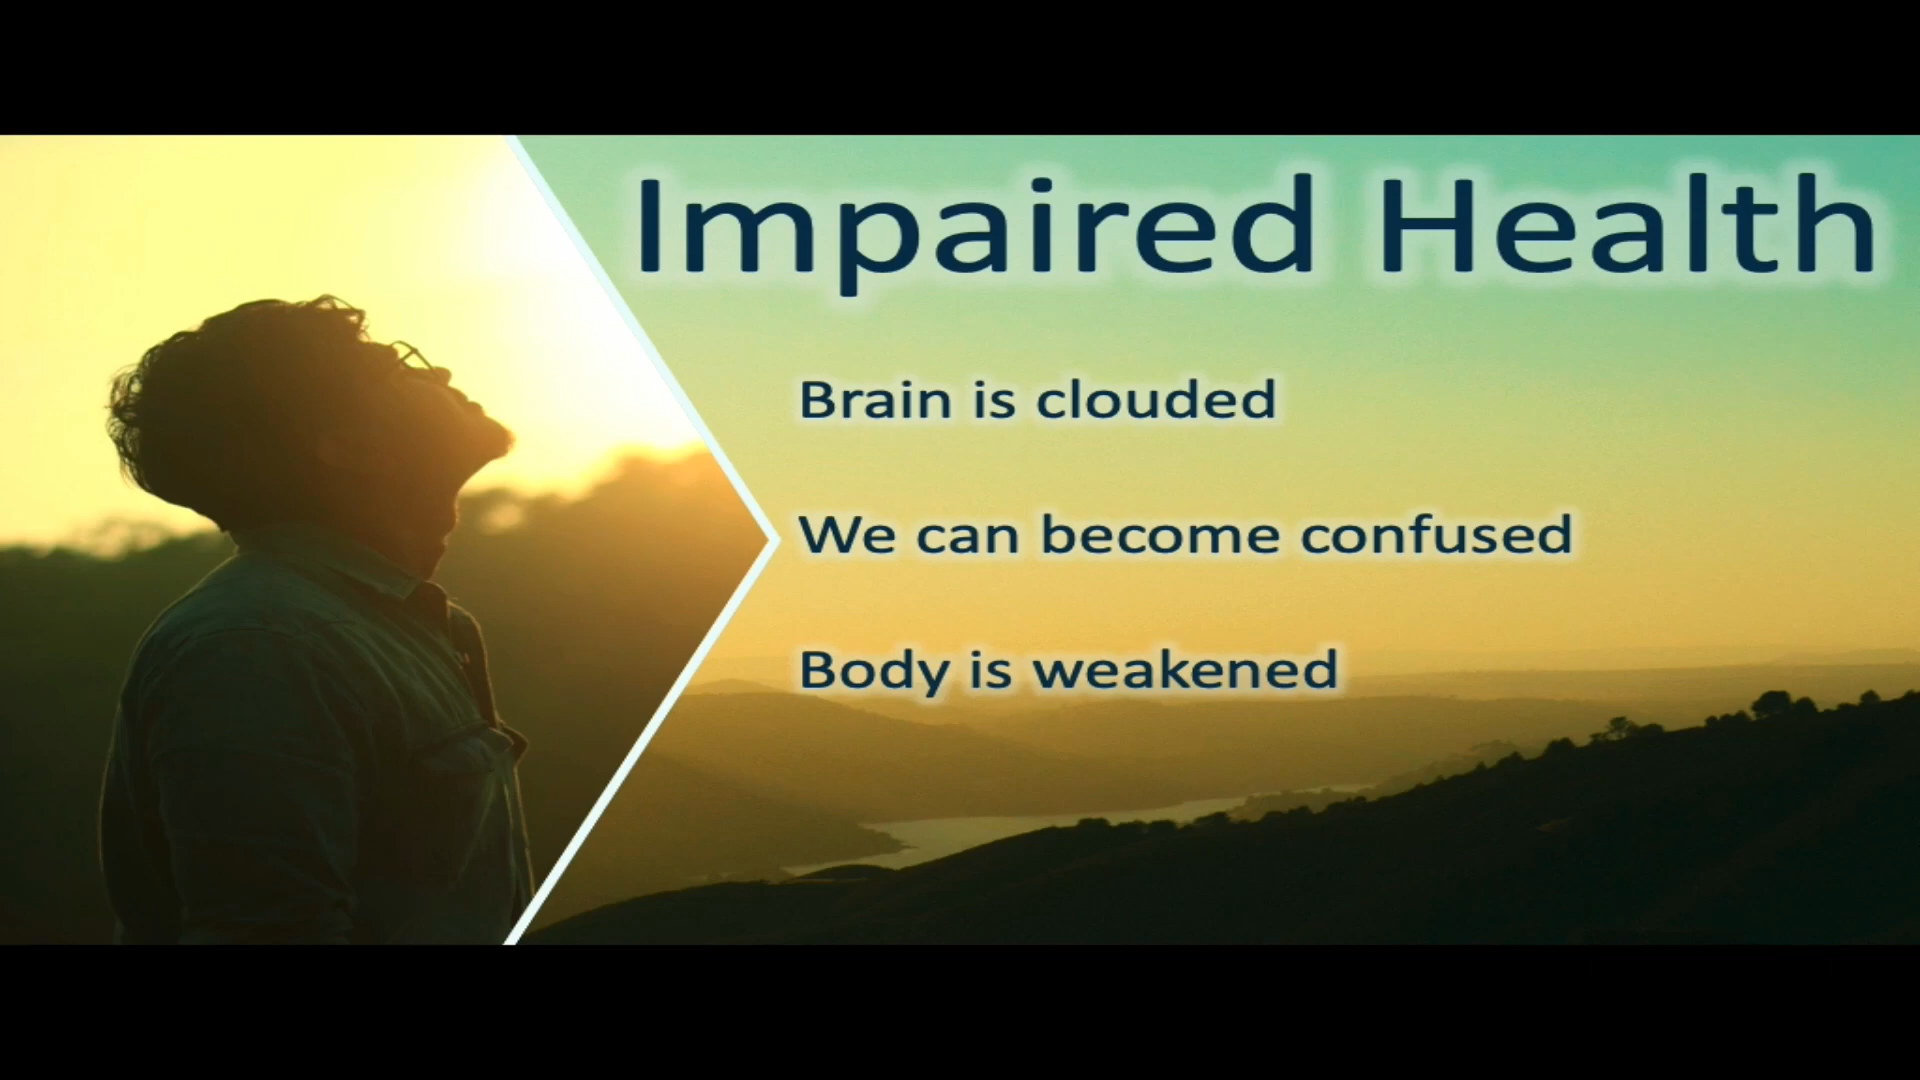 Impaired Health
Brain is clouded
We can become confused
Body is weakened